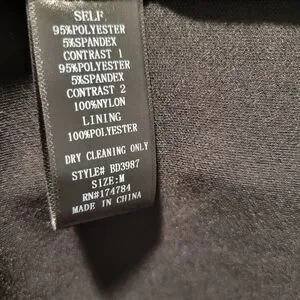 SELF
95%POLYESTER
5%SPANDEX
CONTRAST 1
95%POLYESTER
5%SPANDEX
CONTRAST 2
100%NYLON
LINING
100%POLYESTER
DRY CLEANING ONLY
STYLE# BD3987
SIZE:M
RN#174784
MADE IN CHINA